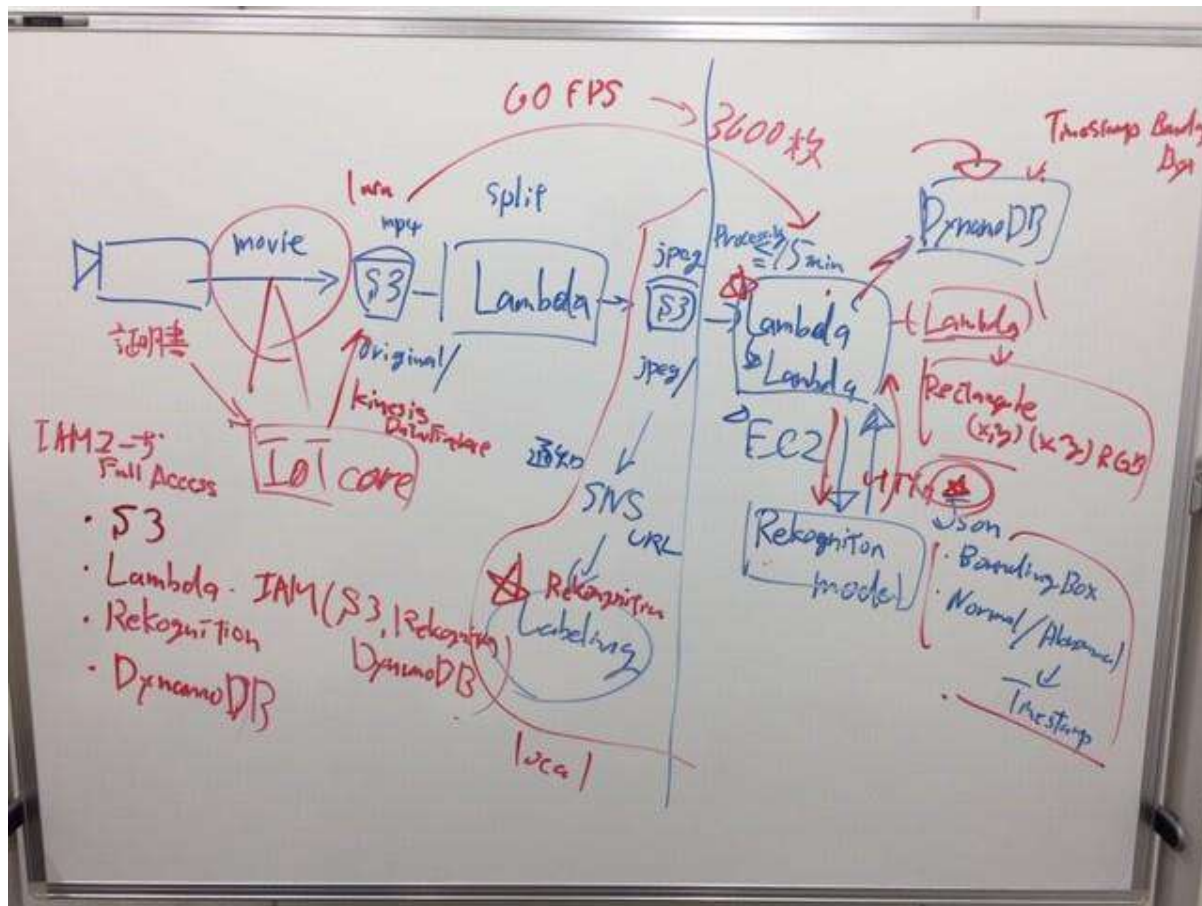 60 FPS → 3600枚
1min
mp4
split
movie
S3
Lambda
original/
証明書
IoT core
IAMユーザ
Full Access
・S3
・Lambda・IAM(S3, Rekognition
DynamoDB
・Rekognition
・DynamoDB
jpeg
S3
jpeg/
通知
SNS
URL
Rekognition
Labeling
local
15min
Lambda
Lambda
EC2
Rekognition
model
Timestamp
DynamoDB
Lambda
Rectangle
(x,y) (x,y) RGB
Json
・Bounding Box
・Normal/Abnormal
Timestamp